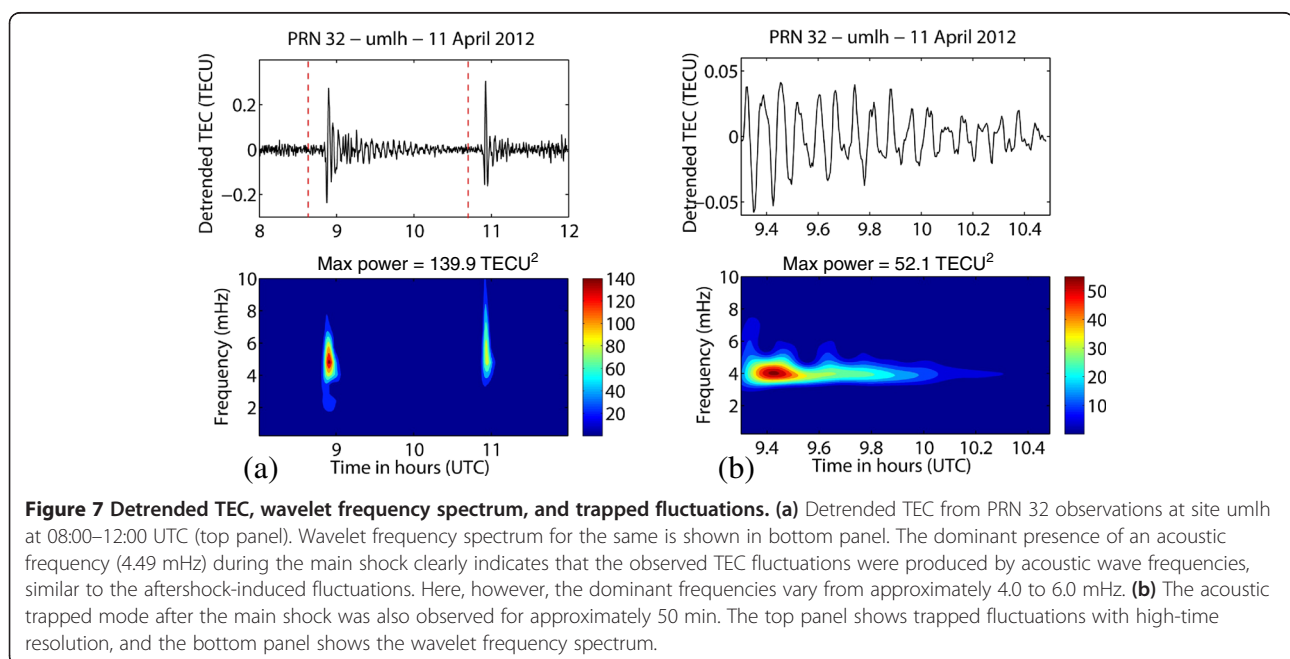 PRN 32 – umlh – 11 April 2012
Detrended TEC (TECU)
0.2
0
−0.2
8 9 10 11 12
Max power = 139.9 TECU²
Frequency (mHz)
10
8
6
4
2
140
120
100
80
60
40
20
9 10 11
(a)
Time in hours (UTC)
PRN 32 – umlh – 11 April 2012
Detrended TEC (TECU)
0.05
0
−0.05
9.4 9.6 9.8 10 10.2 10.4
Max power = 52.1 TECU²
Frequency (mHz)
10
8
6
4
2
50
40
30
20
10
9.4 9.6 9.8 10 10.2 10.4
(b)
Time in hours (UTC)
Figure 7 Detrended TEC, wavelet frequency spectrum, and trapped fluctuations. (a) Detrended TEC from PRN 32 observations at site umlh
at 08:00–12:00 UTC (top panel). Wavelet frequency spectrum for the same is shown in bottom panel. The dominant presence of an acoustic
frequency (4.49 mHz) during the main shock clearly indicates that the observed TEC fluctuations were produced by acoustic wave frequencies,
similar to the aftershock-induced fluctuations. Here, however, the dominant frequencies vary from approximately 4.0 to 6.0 mHz. (b) The acoustic
trapped mode after the main shock was also observed for approximately 50 min. The top panel shows trapped fluctuations with high-time
resolution, and the bottom panel shows the wavelet frequency spectrum.